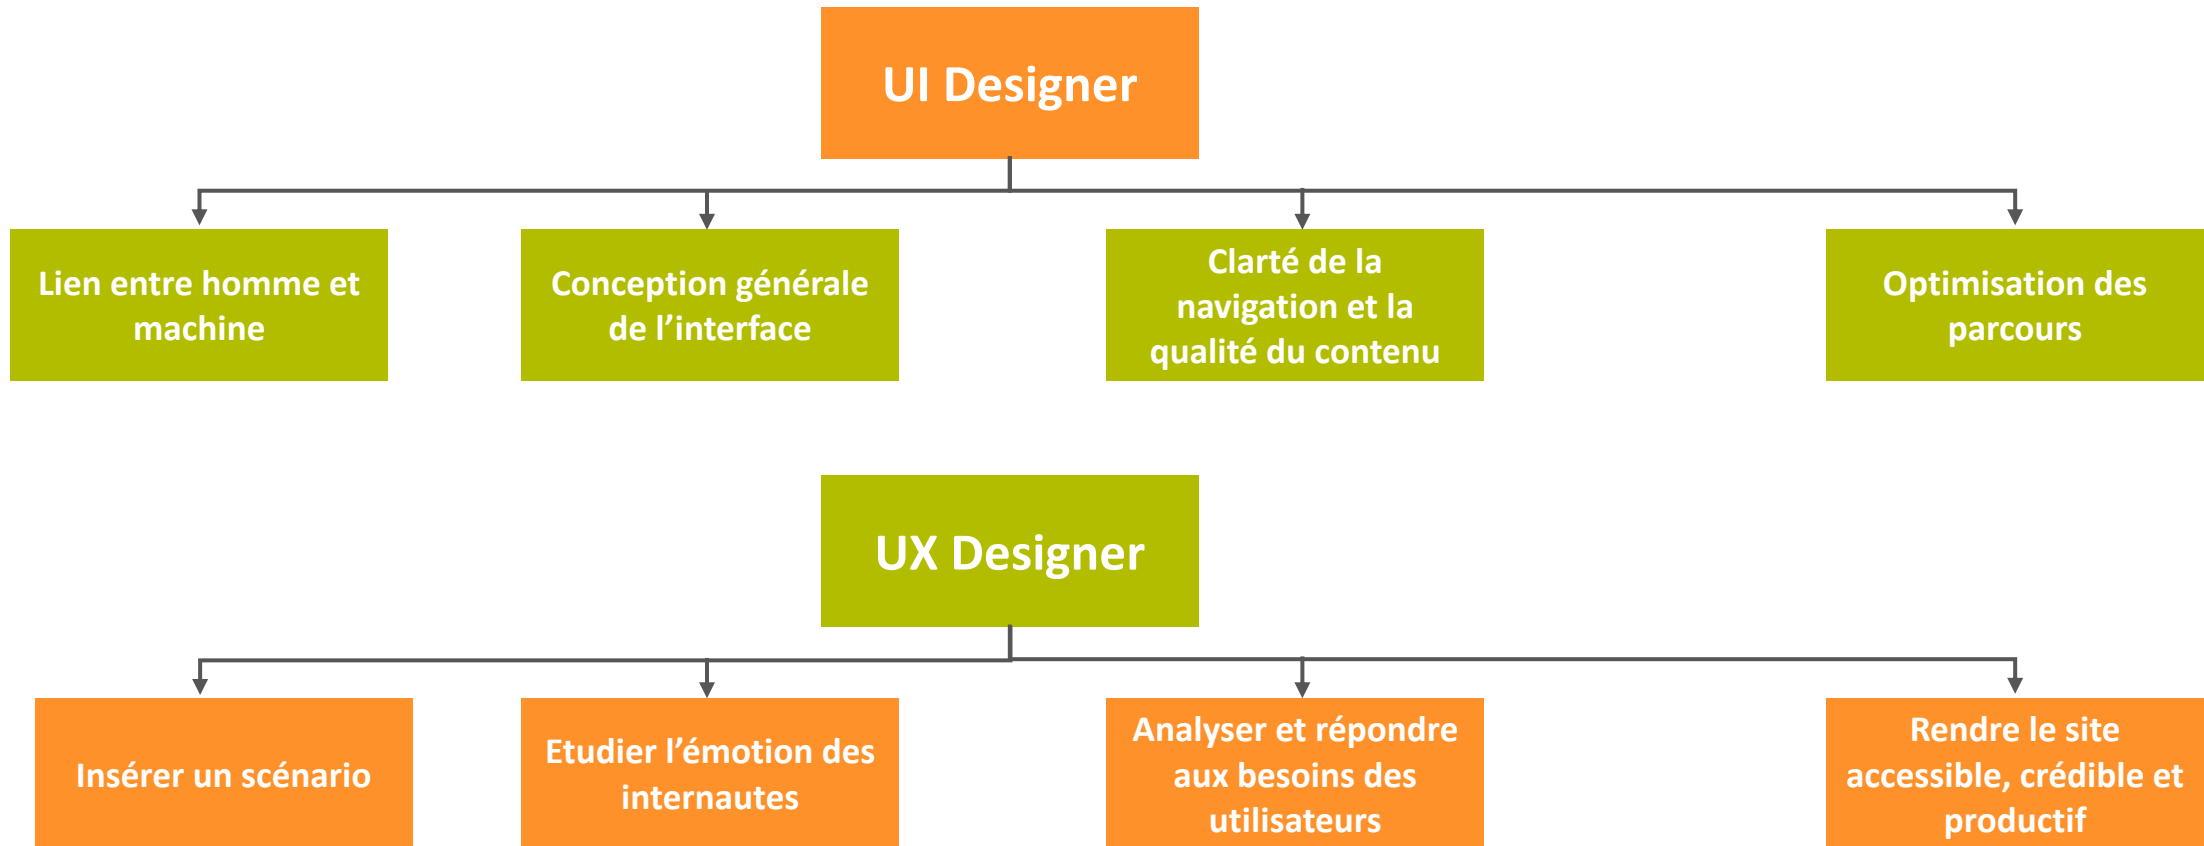 UI Designer
Lien entre homme et
machine
Conception générale
de l’interface
Clarté de la
navigation et la
qualité du contenu
Optimisation des
parcours
UX Designer
Insérer un scénario
Etudier l’émotion des
internautes
Analyser et répondre
aux besoins des
utilisateurs
Rendre le site
accessible, crédible et
productif